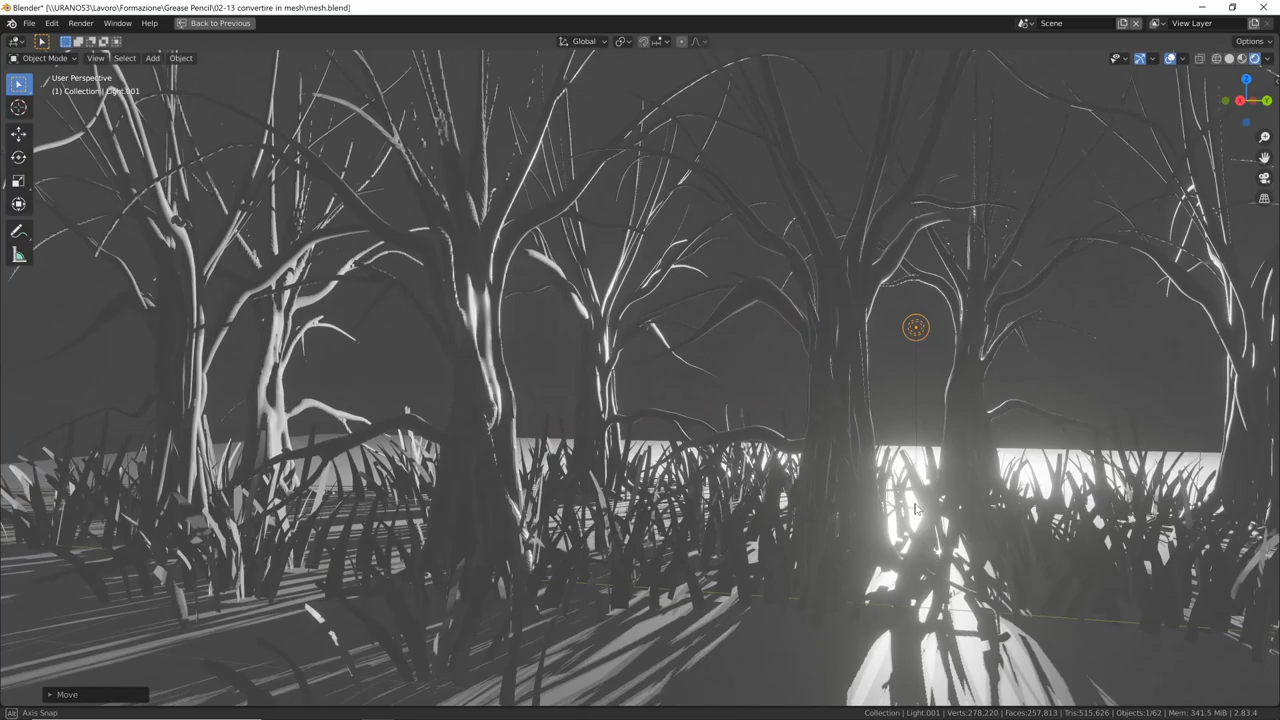 Blender* [\\URANOS3\Lavoro\Formazione\Grease Pencil\02-13 convertire in mesh\mesh.blend]
File Edit Render Window Help Back to Previous Scene View Layer
Global Options
Object Mode View Select Add Object
User Perspective
(1) Collection | Light.001
Z
X
Y
Move
Alt Axis Snap Collection | Light.001 | Verts:278,220 | Faces:257,813 | Tris:515,626 | Objects:1/62 | Mem: 341.5 MiB | 2.83.4